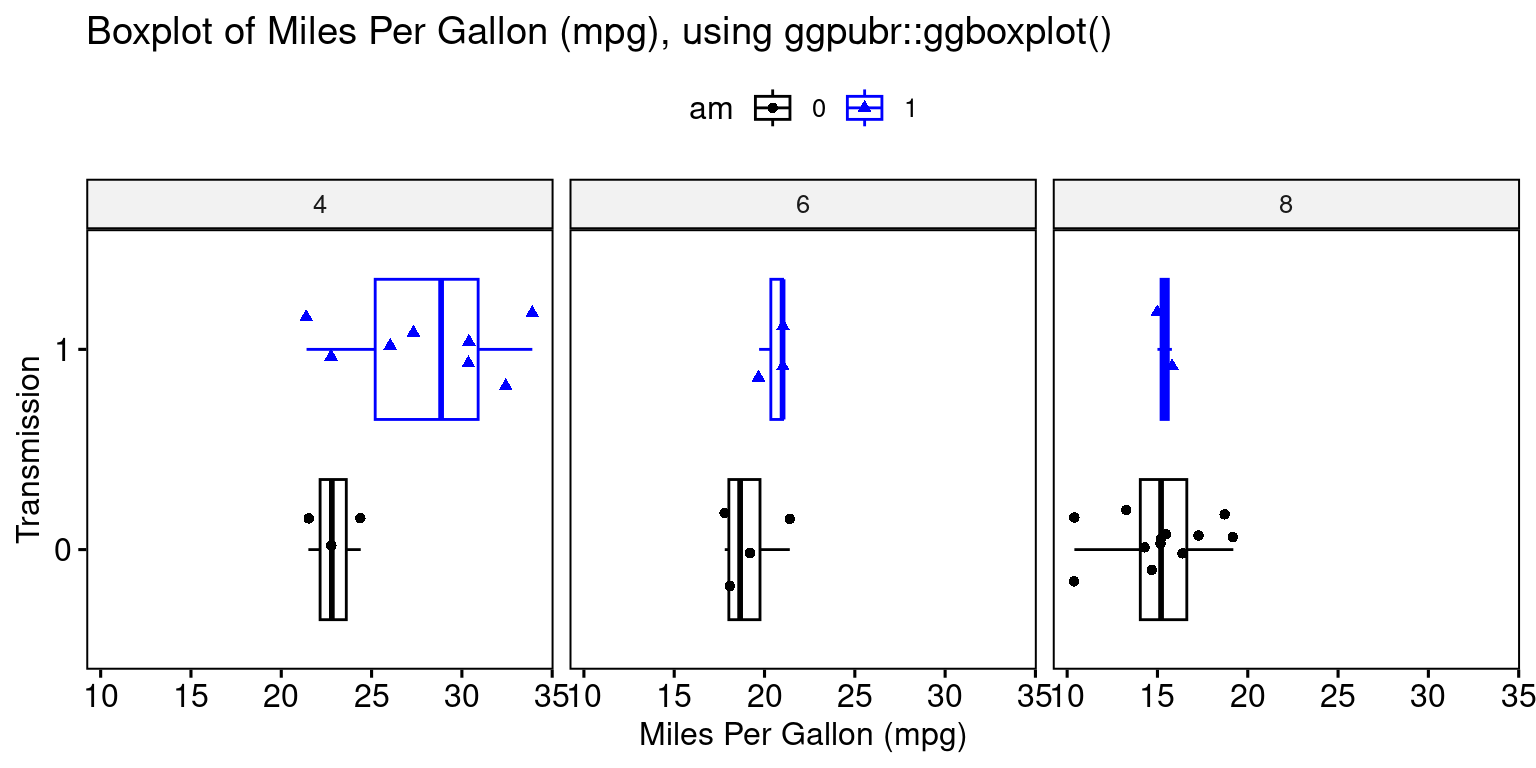 Boxplot of Miles Per Gallon (mpg), using ggpubr::ggboxplot()
am 0 1
4 6 8
1
Transmission
0
10 15 20 25 30 35 10 15 20 25 30 35 10 15 20 25 30 35
Miles Per Gallon (mpg)